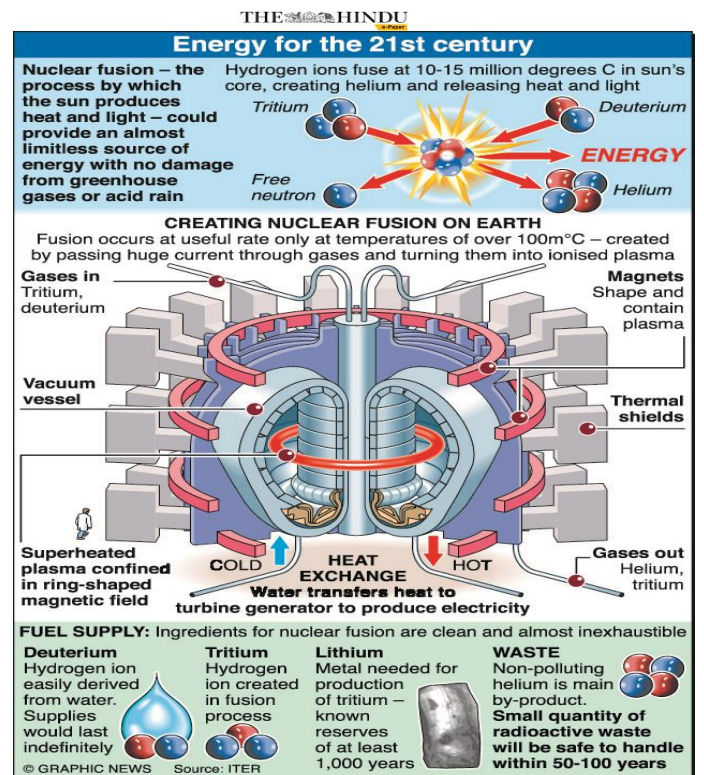 THE HINDU
e-Paper
Energy for the 21st century
Nuclear fusion – the
process by which
the sun produces
heat and light – could
provide an almost
limitless source of
energy with no damage
from greenhouse
gases or acid rain
Hydrogen ions fuse at 10-15 million degrees C in sun's
core, creating helium and releasing heat and light
Tritium
Deuterium
ENERGY
Free
neutron
Helium
CREATING NUCLEAR FUSION ON EARTH
Fusion occurs at useful rate only at temperatures of over 100m°C – created
by passing huge current through gases and turning them into ionised plasma
Gases in
Tritium,
deuterium
Magnets
Shape and
contain
plasma
Vacuum
vessel
Thermal
shields
Superheated
plasma confined
in ring-shaped
magnetic field
COLD
HEAT
EXCHANGE
HOT
Water transfers heat to
turbine generator to produce electricity
Gases out
Helium,
tritium
FUEL SUPPLY: Ingredients for nuclear fusion are clean and almost inexhaustible
Deuterium
Hydrogen ion
easily derived
from water.
Supplies
would last
indefinitely
Tritium
Hydrogen
ion created
in fusion
process
Lithium
Metal needed for
production
of tritium –
known
reserves
of at least
1,000 years
WASTE
Non-polluting
helium is main
by-product.
Small quantity of
radioactive waste
will be safe to handle
within 50-100 years
© GRAPHIC NEWS
Source: ITER